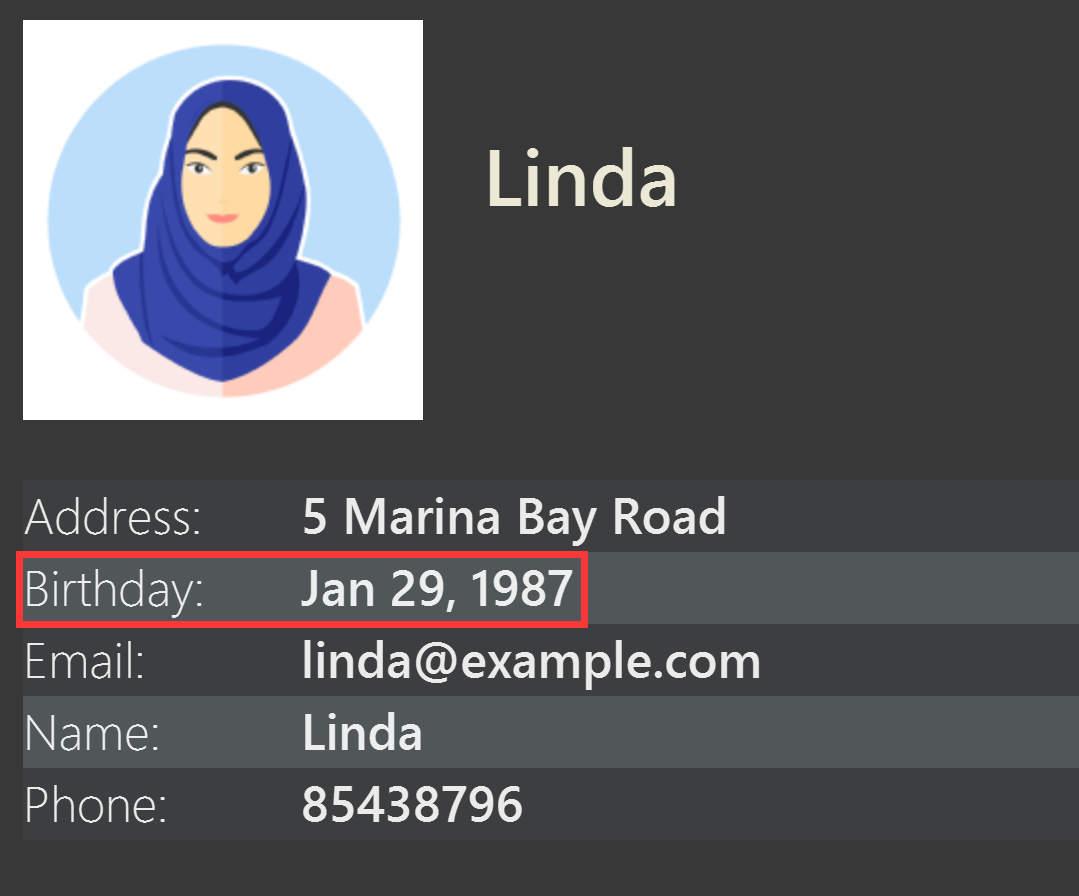 Linda
Address: 5 Marina Bay Road
Birthday: Jan 29, 1987
Email: linda@example.com
Name: Linda
Phone: 85438796